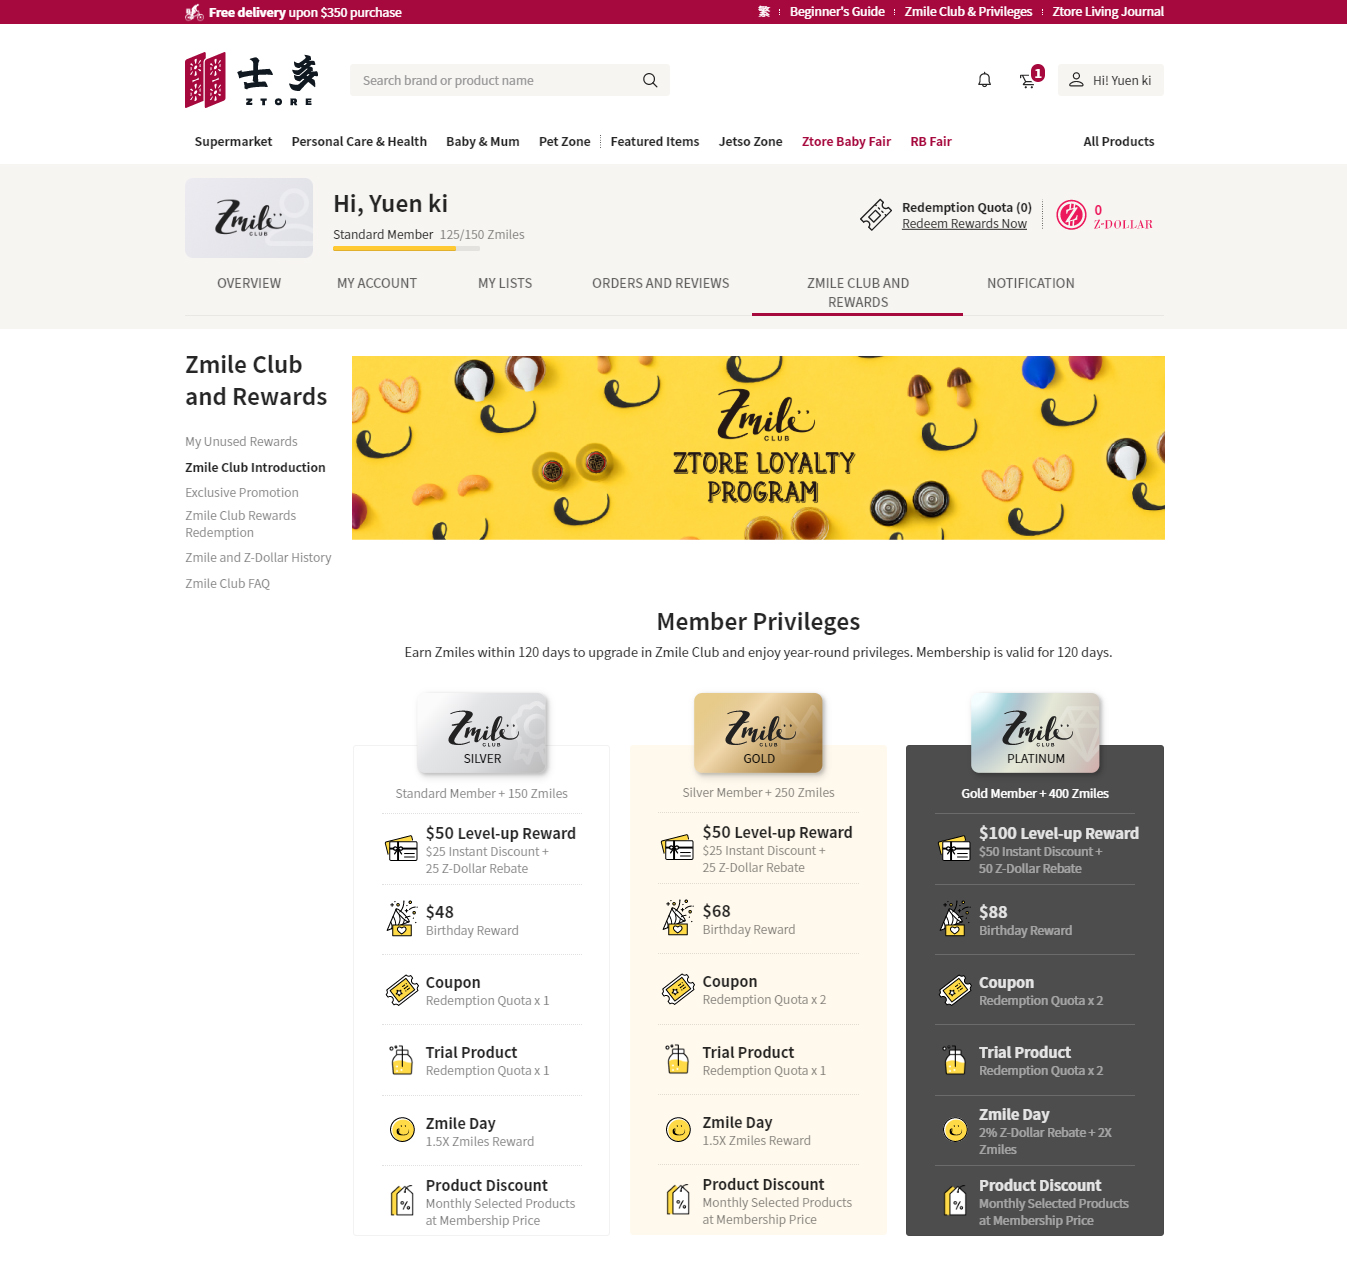 Free delivery upon $350 purchase
繁
Beginner's Guide
Zmile Club & Privileges
Ztore Living Journal
士多
ZTORE
Search brand or product name
1
Hi! Yuen ki
Supermarket
Personal Care & Health
Baby & Mum
Pet Zone
Featured Items
Jetso Zone
Ztore Baby Fair
RB Fair
All Products
Zmile
CLUB
Hi, Yuen ki
Standard Member 125/150 Zmiles
Redemption Quota (0)
Redeem Rewards Now
0
Z-DOLLAR
OVERVIEW
MY ACCOUNT
MY LISTS
ORDERS AND REVIEWS
ZMILE CLUB AND
REWARDS
NOTIFICATION
Zmile Club
and Rewards
My Unused Rewards
Zmile Club Introduction
Exclusive Promotion
Zmile Club Rewards
Redemption
Zmile and Z-Dollar History
Zmile Club FAQ
Zmile
CLUB
ZTORE LOYALTY
PROGRAM
Member Privileges
Earn Zmiles within 120 days to upgrade in Zmile Club and enjoy year-round privileges. Membership is valid for 120 days.
Zmile
CLUB
SILVER
Standard Member + 150 Zmiles
$50 Level-up Reward
$25 Instant Discount +
25 Z-Dollar Rebate
$48
Birthday Reward
Coupon
Redemption Quota x 1
Trial Product
Redemption Quota x 1
Zmile Day
1.5X Zmiles Reward
Product Discount
Monthly Selected Products
at Membership Price
Zmile
CLUB
GOLD
Silver Member + 250 Zmiles
$50 Level-up Reward
$25 Instant Discount +
25 Z-Dollar Rebate
$68
Birthday Reward
Coupon
Redemption Quota x 2
Trial Product
Redemption Quota x 1
Zmile Day
1.5X Zmiles Reward
Product Discount
Monthly Selected Products
at Membership Price
Zmile
CLUB
PLATINUM
Gold Member + 400 Zmiles
$100 Level-up Reward
$50 Instant Discount +
50 Z-Dollar Rebate
$88
Birthday Reward
Coupon
Redemption Quota x 2
Trial Product
Redemption Quota x 2
Zmile Day
2% Z-Dollar Rebate + 2X
Zmiles
Product Discount
Monthly Selected Products
at Membership Price